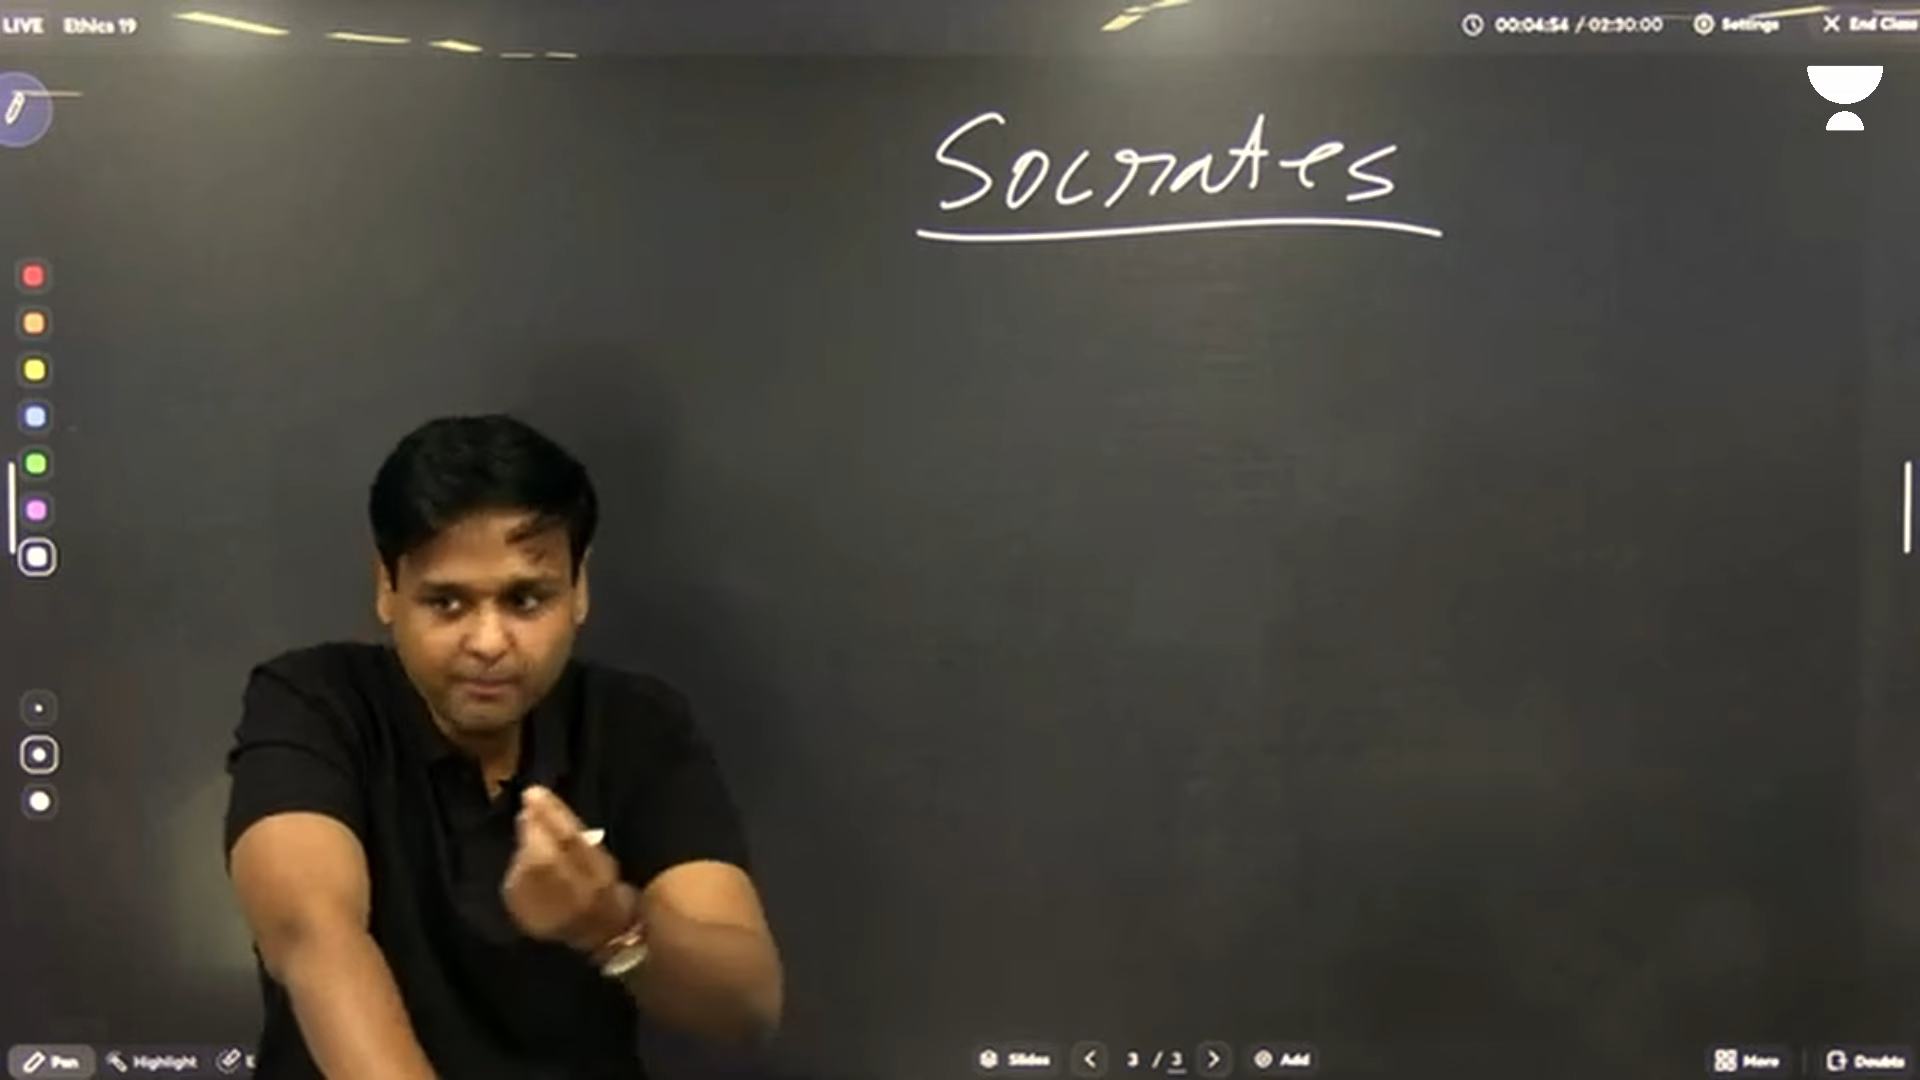 LIVE Ethics 19
00:04:54 / 02:30:00 Settings X End Class
Socrates
Pen Highlight E
Slides < 3 / 3 > Add
More Doubts